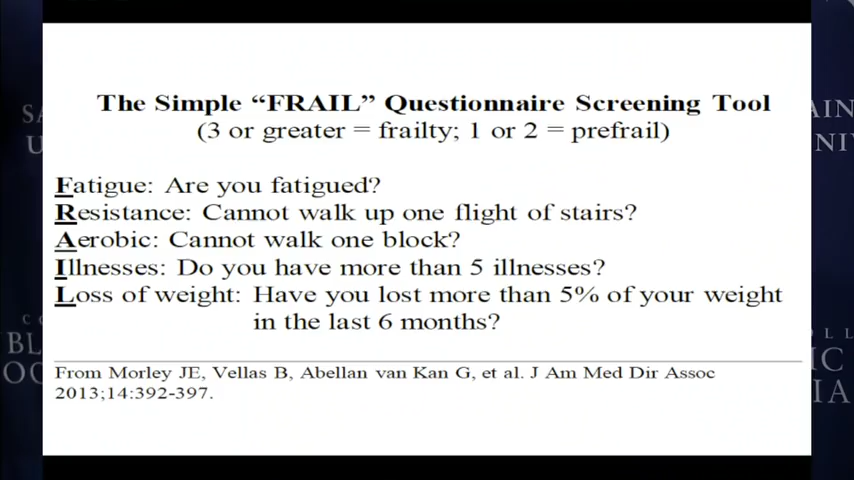 The Simple “FRAIL” Questionnaire Screening Tool
(3 or greater = frailty; 1 or 2 = prefrail)
Fatigue: Are you fatigued?
Resistance: Cannot walk up one flight of stairs?
Aerobic: Cannot walk one block?
Illnesses: Do you have more than 5 illnesses?
Loss of weight: Have you lost more than 5% of your weight
in the last 6 months?
From Morley JE, Vellas B, Abellan van Kan G, et al. J Am Med Dir Assoc
2013;14:392-397.